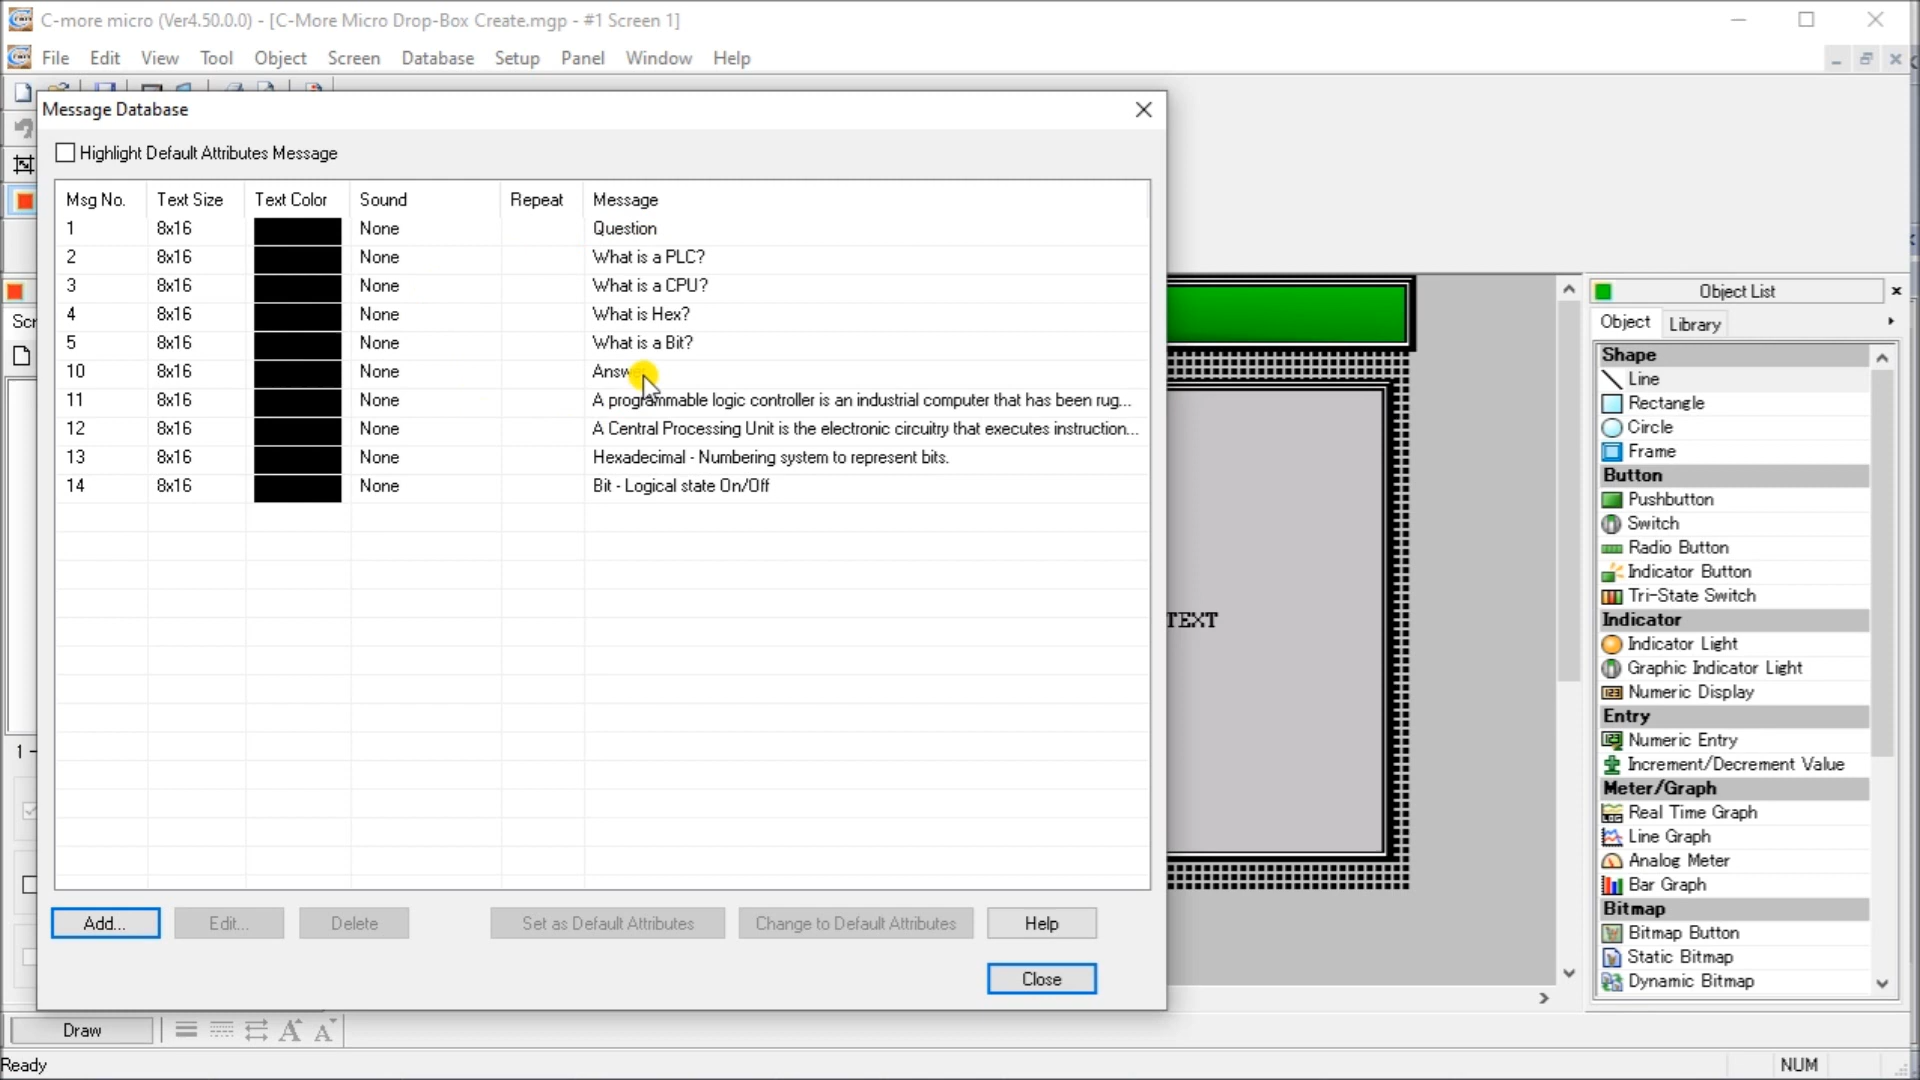 C-more micro (Ver4.50.0.0) - [C-More Micro Drop-Box Create.mgp - #1 Screen 1]
File Edit View Tool Object Screen Database Setup Panel Window Help
Message Database
Highlight Default Attributes Message
Msg No. Text Size Text Color Sound Repeat Message
1 8x16 None Question
2 8x16 None What is a PLC?
3 8x16 None What is a CPU?
4 8x16 None What is Hex?
5 8x16 None What is a Bit?
10 8x16 None
11 8x16 None A programmable logic controller is an industrial computer that has been rug...
12 8x16 None A Central Processing Unit is the electronic circuitry that executes instruction...
13 8x16 None Hexadecimal - Numbering system to represent bits.
14 8x16 None Bit - Logical state On/Off
Add... Edit... Delete Set as Default Attributes Change to Default Attributes Help
Close
TEXT
Object List
Object Library
Shape
Line
Rectangle
Circle
Frame
Button
Pushbutton
Switch
Radio Button
Indicator Button
Tri-State Switch
Indicator
Indicator Light
Graphic Indicator Light
Numeric Display
Entry
Numeric Entry
Increment/Decrement Value
Meter/Graph
Real Time Graph
Line Graph
Analog Meter
Bar Graph
Bitmap
Bitmap Button
Static Bitmap
Dynamic Bitmap
Draw
Ready NUM